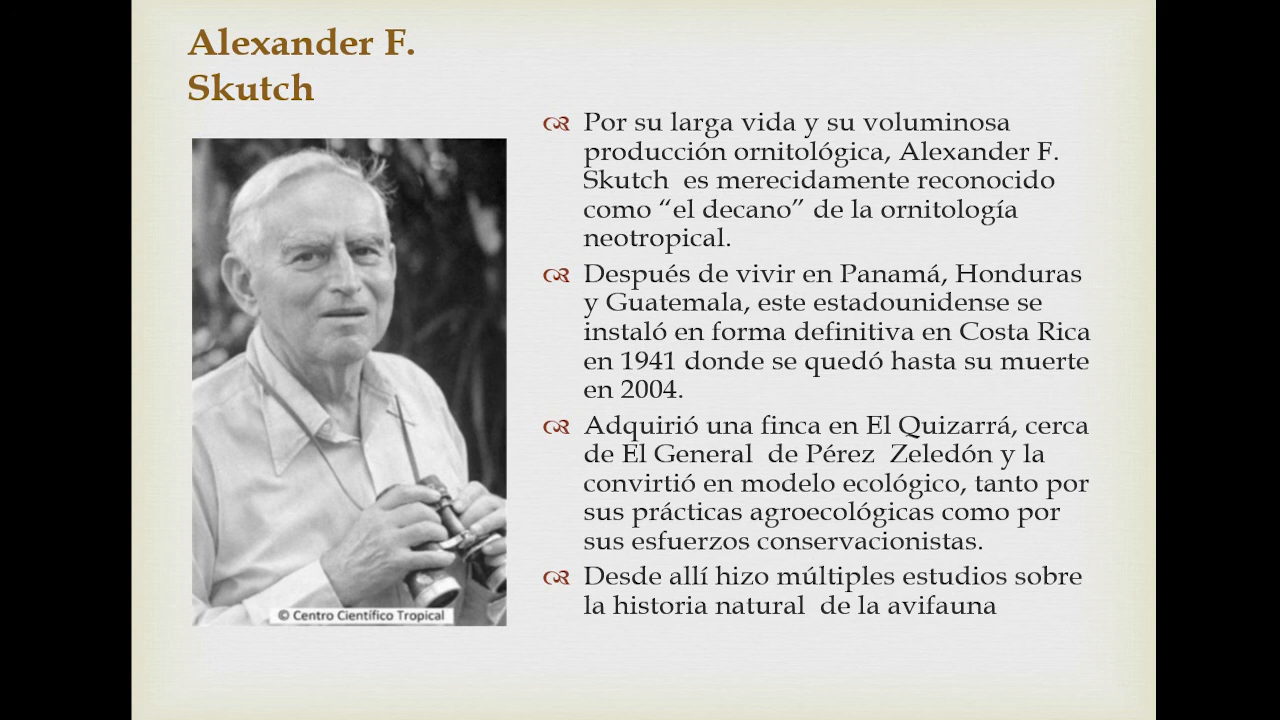 Alexander F.
Skutch
Por su larga vida y su voluminosa
producción ornitológica, Alexander F.
Skutch  es merecidamente reconocido
como “el decano” de la ornitología
neotropical.
Después de vivir en Panamá, Honduras
y Guatemala, este estadounidense se
instaló en forma definitiva en Costa Rica
en 1941 donde se quedó hasta su muerte
en 2004.
Adquirió una finca en El Quizarrá, cerca
de El General  de Pérez  Zeledón y la
convirtió en modelo ecológico, tanto por
sus prácticas agroecológicas como por
sus esfuerzos conservacionistas.
Desde allí hizo múltiples estudios sobre
la historia natural  de la avifauna
© Centro Científico Tropical